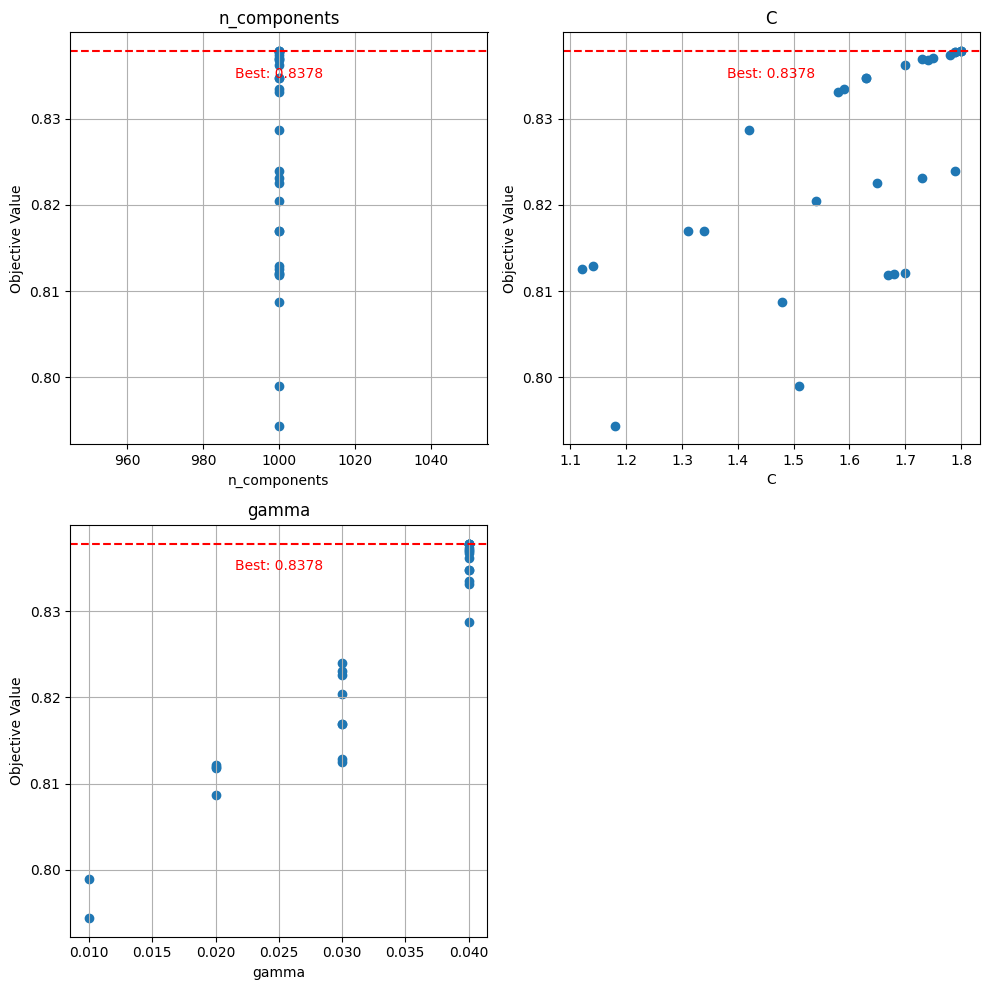 n_components
Objective Value
0.83
0.82
0.81
0.80
Best: 0.8378
960
980
1000
1020
1040
n_components
C
Objective Value
0.83
0.82
0.81
0.80
Best: 0.8378
1.1
1.2
1.3
1.4
1.5
1.6
1.7
1.8
C
gamma
Objective Value
0.83
0.82
0.81
0.80
Best: 0.8378
0.010
0.015
0.020
0.025
0.030
0.035
0.040
gamma